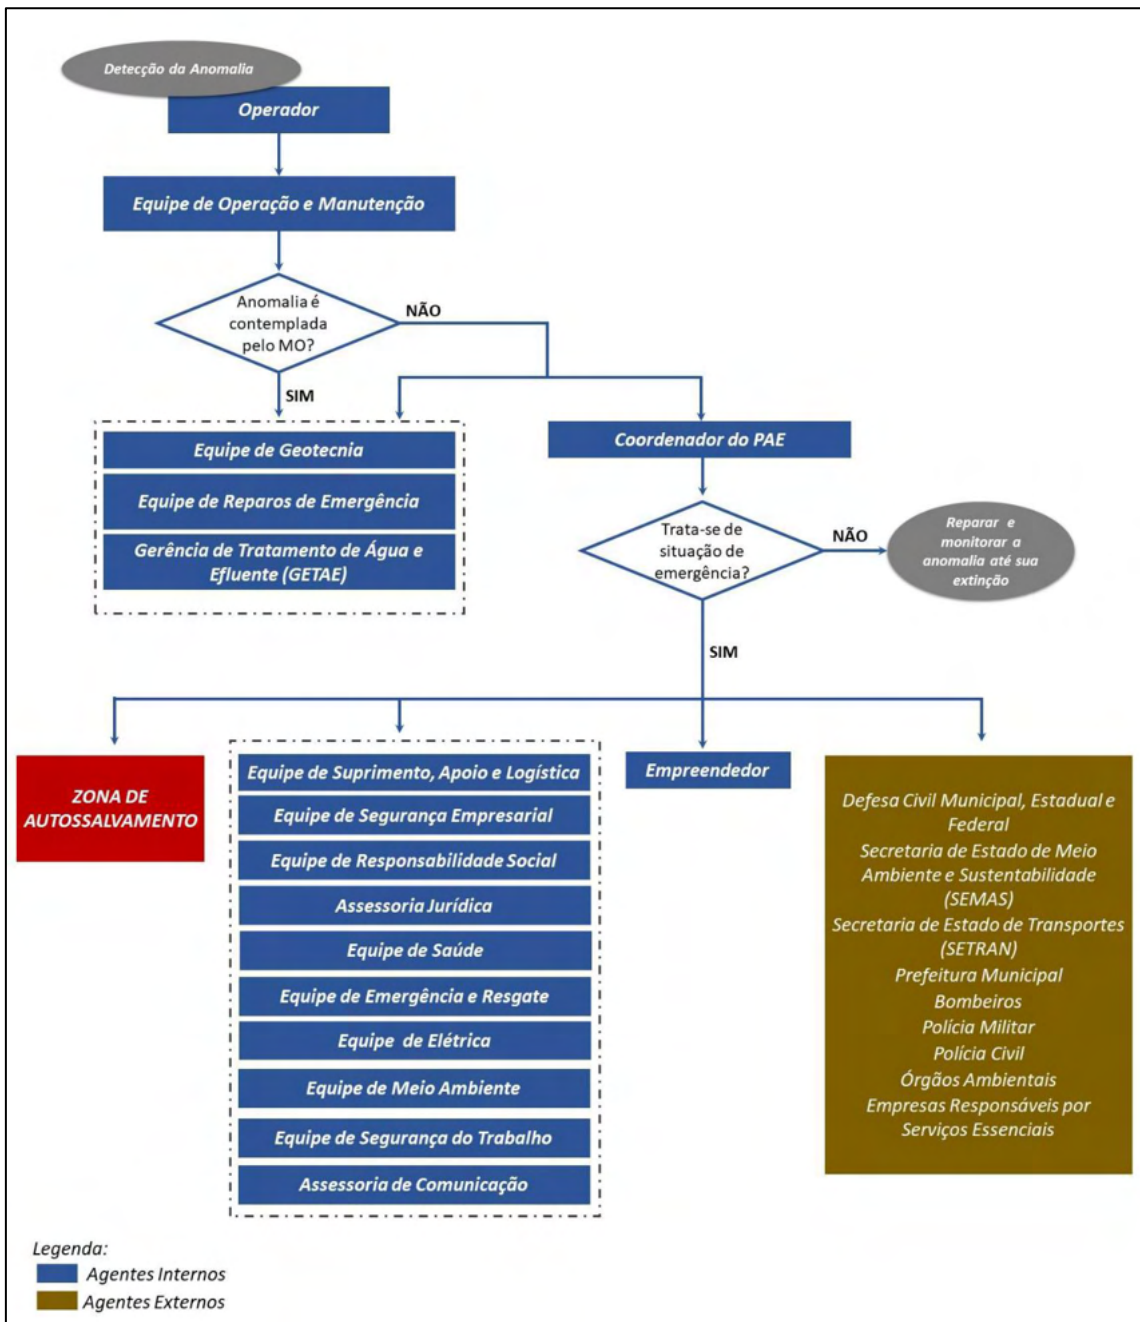 Detecção da Anomalia
Operador
Equipe de Operação e Manutenção
Anomalia é
contemplada
pelo MO?
NÃO
SIM
Equipe de Geotecnia
Equipe de Reparos de Emergência
Gerência de Tratamento de Água e
Efluente (GETAE)
Coordenador do PAE
Trata-se de
situação de
emergência?
NÃO
Reparar e
monitorar a
anomalia até sua
extinção
SIM
ZONA DE
AUTOSSALVAMENTO
Equipe de Suprimento, Apoio e Logística
Equipe de Segurança Empresarial
Equipe de Responsabilidade Social
Assessoria Jurídica
Equipe de Saúde
Equipe de Emergência e Resgate
Equipe de Elétrica
Equipe de Meio Ambiente
Equipe de Segurança do Trabalho
Assessoria de Comunicação
Empreendedor
Defesa Civil Municipal, Estadual e
Federal
Secretaria de Estado de Meio
Ambiente e Sustentabilidade
(SEMAS)
Secretaria de Estado de Transportes
(SETRAN)
Prefeitura Municipal
Bombeiros
Polícia Militar
Polícia Civil
Órgãos Ambientais
Empresas Responsáveis por
Serviços Essenciais
Legenda:
Agentes Internos
Agentes Externos